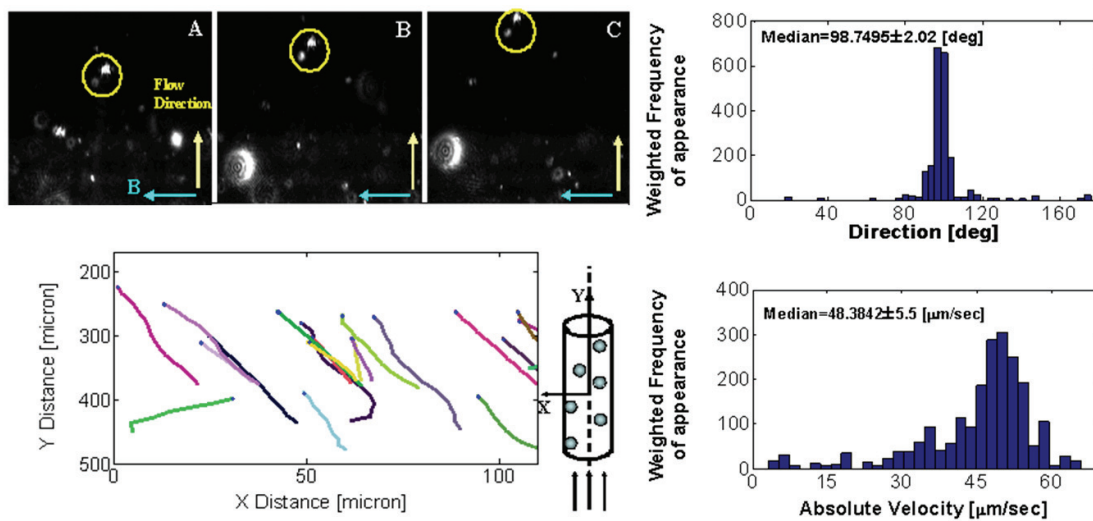 A
B
C
Flow
Direction
B
Weighted Frequency
of appearance
800
600
400
200
0
Median=98.7495±2.02 [deg]
0
40
80
120
160
Direction [deg]
Y Distance [micron]
200
300
400
500
0
50
100
X Distance [micron]
Y
X
Weighted Frequency
of appearance
400
300
200
100
0
Median=48.3842±5.5 [µm/sec]
0
15
30
45
60
Absolute Velocity [µm/sec]